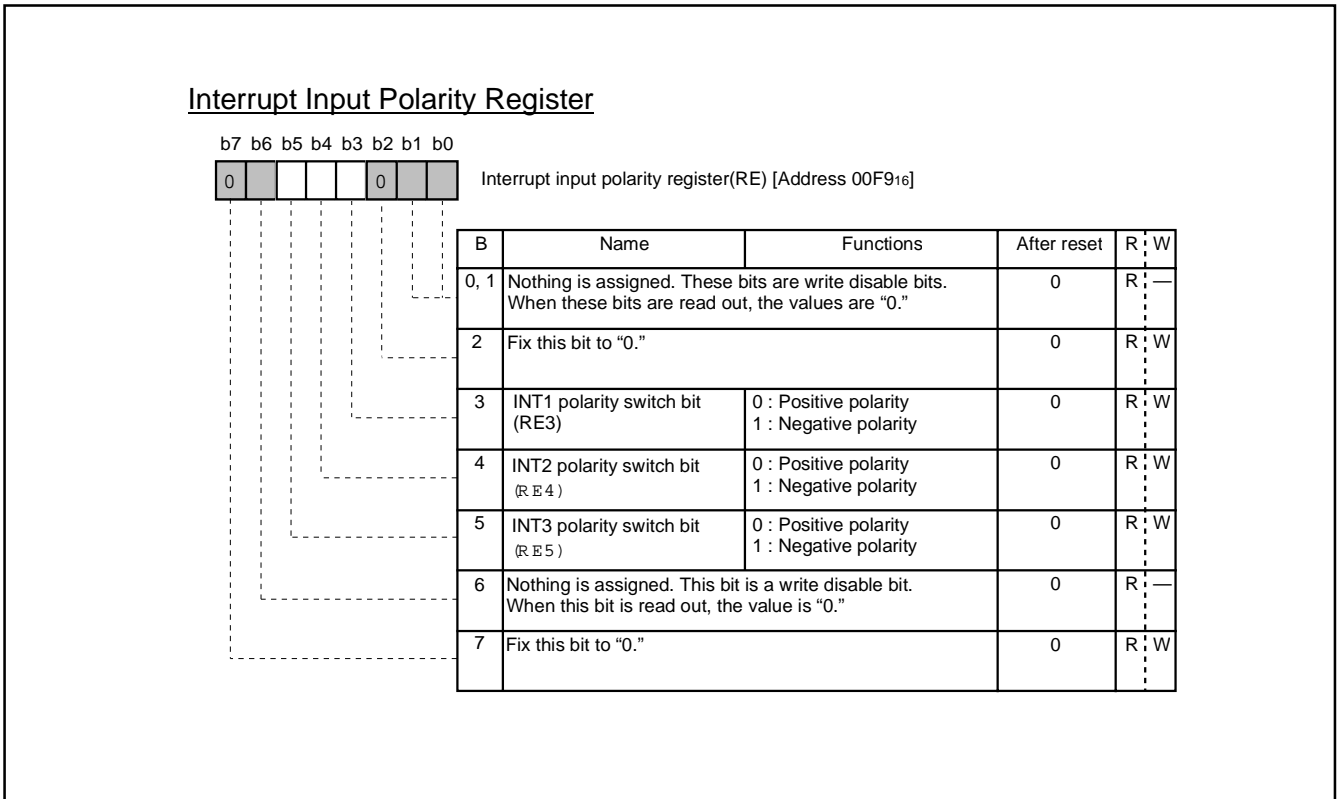 Interrupt Input Polarity Register
b7 b6 b5 b4 b3 b2 b1 b0
0 0 Interrupt input polarity register(RE) [Address 00F916]
B Name Functions After reset R W
0, 1 Nothing is assigned. These bits are write disable bits. 0 R —
When these bits are read out, the values are “0.”
2 Fix this bit to “0.” 0 R W
3 INT1 polarity switch bit 0 : Positive polarity 0 R W
(RE3) 1 : Negative polarity
4 INT2 polarity switch bit 0 : Positive polarity 0 R W
(RE4) 1 : Negative polarity
5 INT3 polarity switch bit 0 : Positive polarity 0 R W
(RE5) 1 : Negative polarity
6 Nothing is assigned. This bit is a write disable bit. 0 R —
When this bit is read out, the value is “0.”
7 Fix this bit to “0.” 0 R W